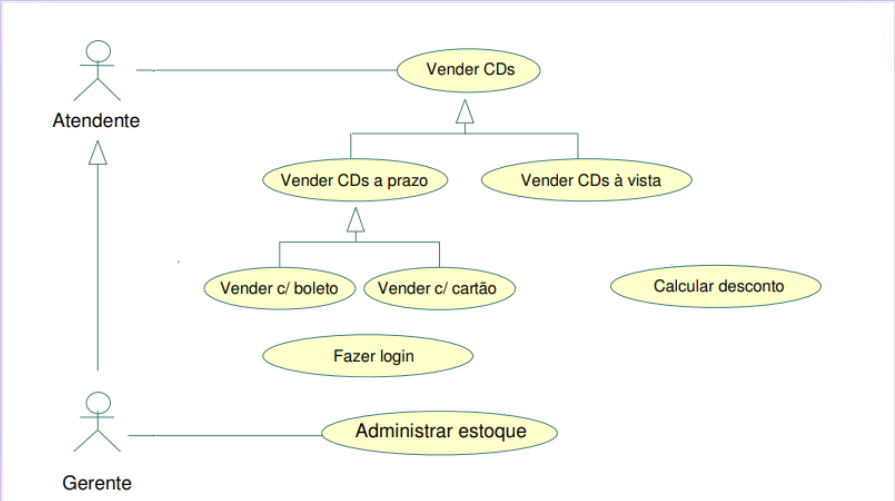 Vender CDs
Atendente
Vender CDs a prazo
Vender CDs à vista
Vender c/ boleto
Vender c/ cartão
Calcular desconto
Fazer login
Administrar estoque
Gerente